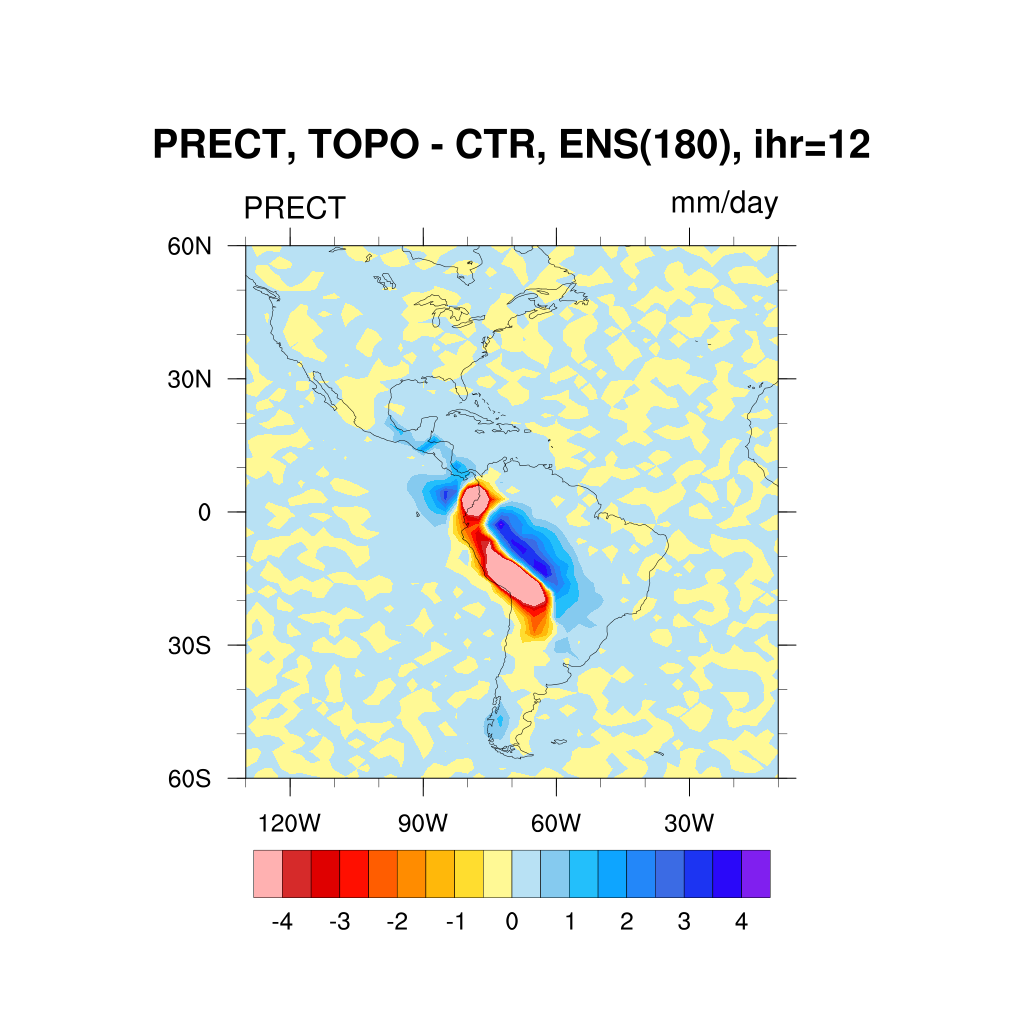 PRECT, TOPO - CTR, ENS(180), ihr=12
PRECT mm/day
60N
30N
0
30S
60S
120W 90W 60W 30W
-4 -3 -2 -1 0 1 2 3 4